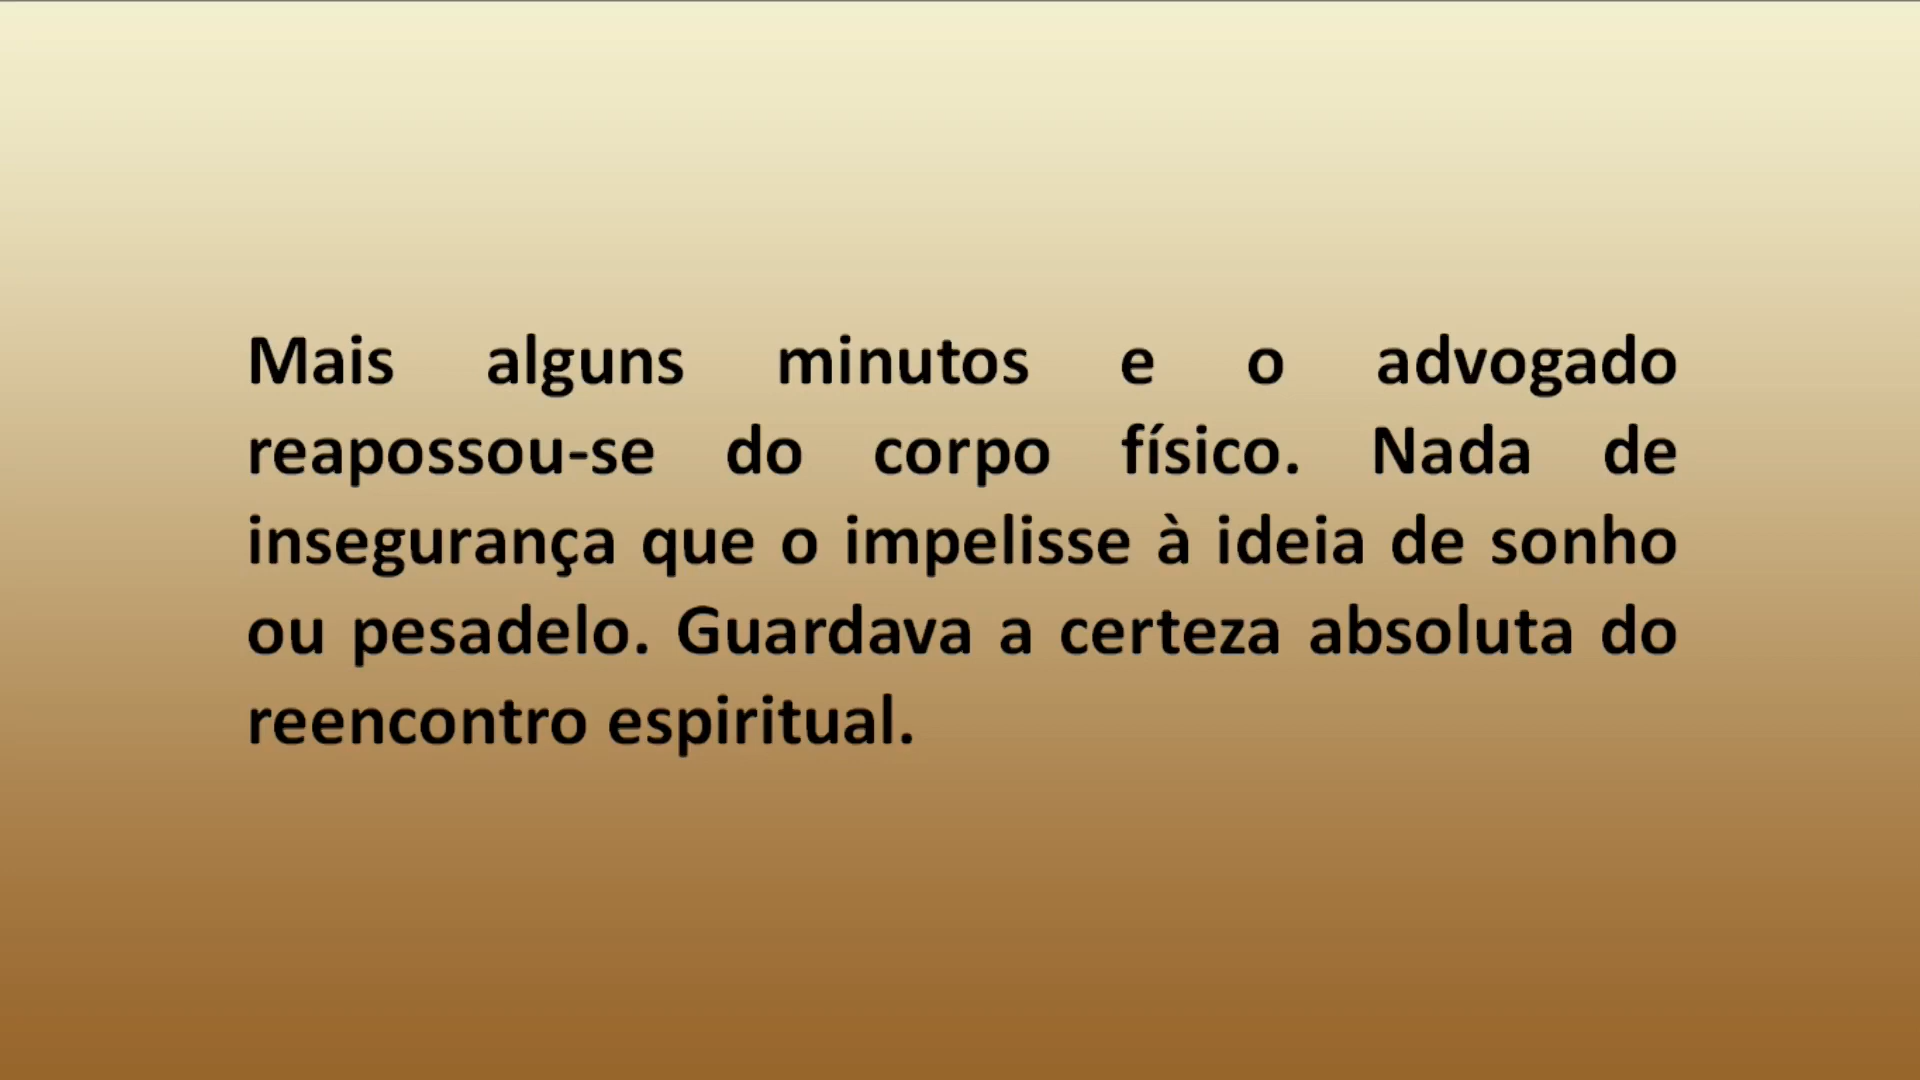 Mais alguns minutos e o advogado
reapossou-se do corpo físico. Nada de
insegurança que o impelisse à ideia de sonho
ou pesadelo. Guardava a certeza absoluta do
reencontro espiritual.